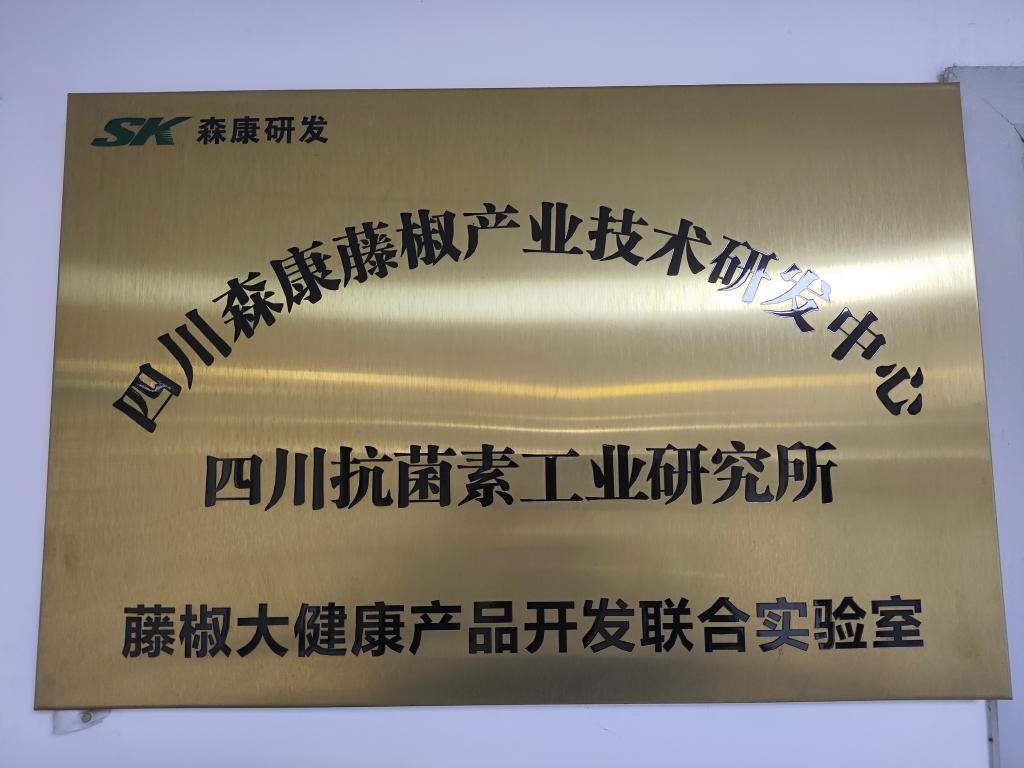 SK 森康研发
四川森康藤椒产业技术研发中心
四川抗菌素工业研究所
藤椒大健康产品开发联合实验室